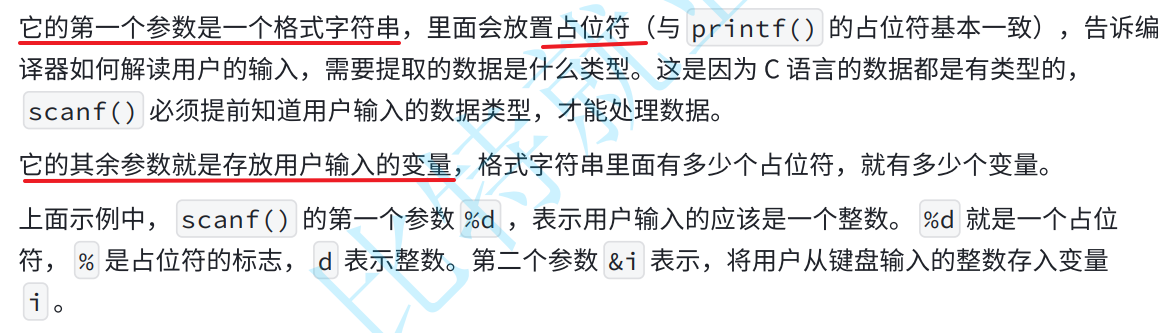 它的第一个参数是一个格式字符串，里面会放置占位符（与 printf() 的占位符基本一致），告诉编
译器如何解读用户的输入，需要提取的数据是什么类型。这是因为 C 语言的数据都是有类型的，
scanf() 必须提前知道用户输入的数据类型，才能处理数据。
它的其余参数就是存放用户输入的变量，格式字符串里面有多少个占位符，就有多少个变量。
上面示例中， scanf() 的第一个参数 %d ，表示用户输入的应该是一个整数。 %d 就是一个占位
符， % 是占位符的标志， d 表示整数。第二个参数 &i 表示，将用户从键盘输入的整数存入变量
i 。
比特就业